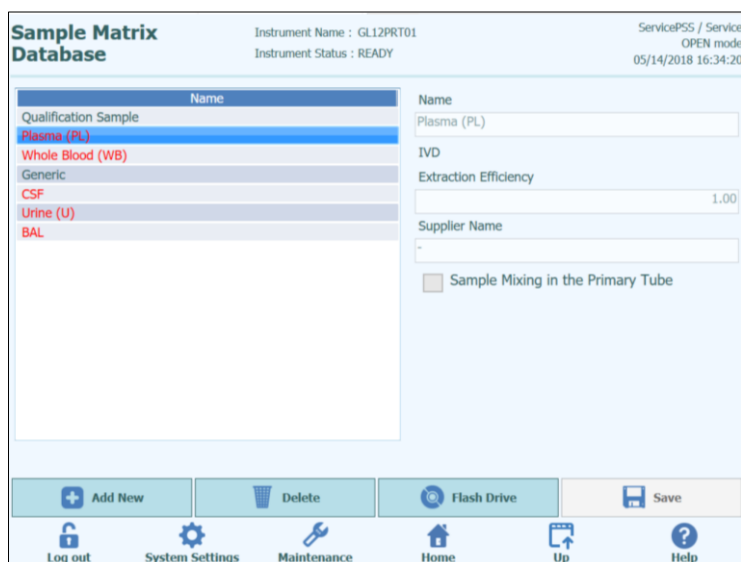 Sample Matrix
Database
Instrument Name : GL12PRT01
Instrument Status : READY
ServicePSS / Service
OPEN mode
05/14/2018 16:34:20
Name
Qualification Sample
Plasma (PL)
Whole Blood (WB)
Generic
CSF
Urine (U)
BAL
Name
Plasma (PL)
IVD
Extraction Efficiency
1.00
Supplier Name
-
Sample Mixing in the Primary Tube
Add New
Delete
Flash Drive
Save
Log out
System Settings
Maintenance
Home
Up
Help